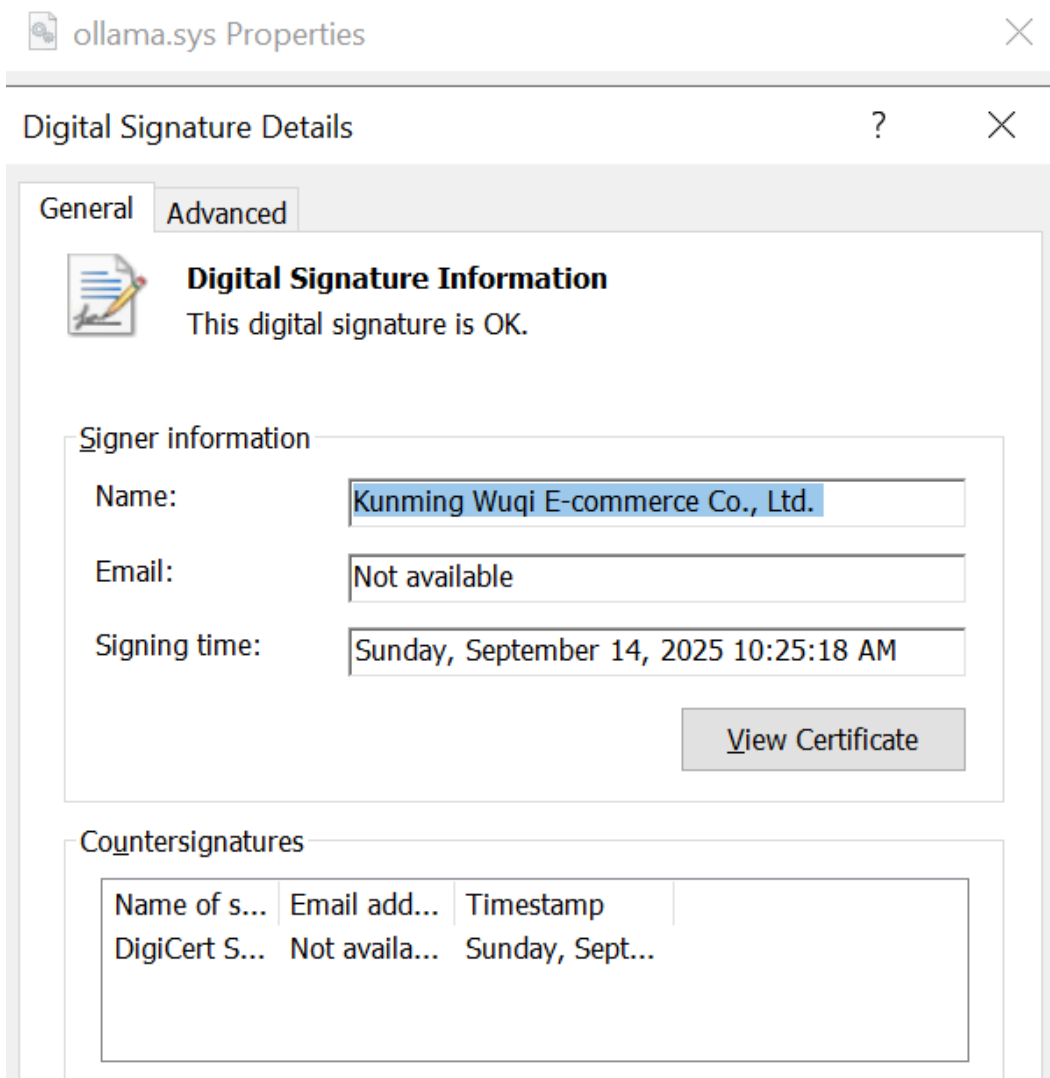 ollama.sys Properties
Digital Signature Details ?
General Advanced
Digital Signature Information
This digital signature is OK.
Signer information
Name: Kunming Wuqi E-commerce Co., Ltd.
Email: Not available
Signing time: Sunday, September 14, 2025 10:25:18 AM
View Certificate
Countersignatures
Name of s... Email add... Timestamp
DigiCert S... Not availa... Sunday, Sept...